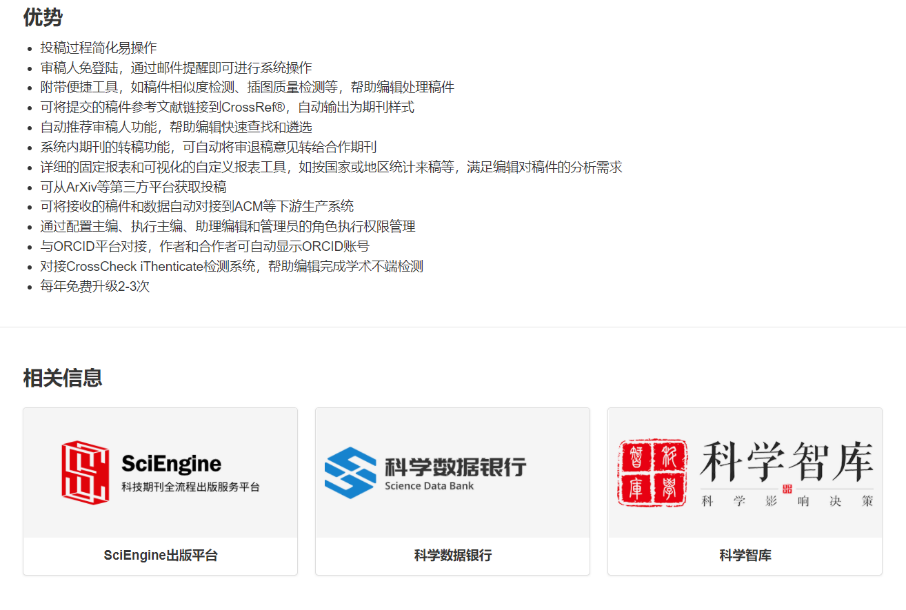 优势
投稿过程简化易操作
审稿人免登陆，通过邮件提醒即可进行系统操作
附带便捷工具，如稿件相似度检测、插图质量检测等，帮助编辑处理稿件
可将提交的稿件参考文献链接到CrossRef®，自动输出为期刊样式
自动推荐审稿人功能，帮助编辑快速查找和遴选
系统内期刊的转稿功能，可自动将审退稿意见转给合作期刊
详细的固定报表和可视化的自定义报表工具，如按国家或地区统计来稿等，满足编辑对稿件的分析需求
可从ArXiv等第三方平台获取投稿
可将接收的稿件和数据自动对接到ACM等下游生产系统
通过配置主编、执行主编、助理编辑和管理员的角色执行权限管理
与ORCID平台对接，作者和合作者可自动显示ORCID账号
对接CrossCheck iThenticate检测系统，帮助编辑完成学术不端检测
每年免费升级2-3次
相关信息
SciEngine
科技期刊全流程出版服务平台
SciEngine出版平台
科学数据银行
Science Data Bank
科学数据银行
科学智库
科学影响决策
科学智库